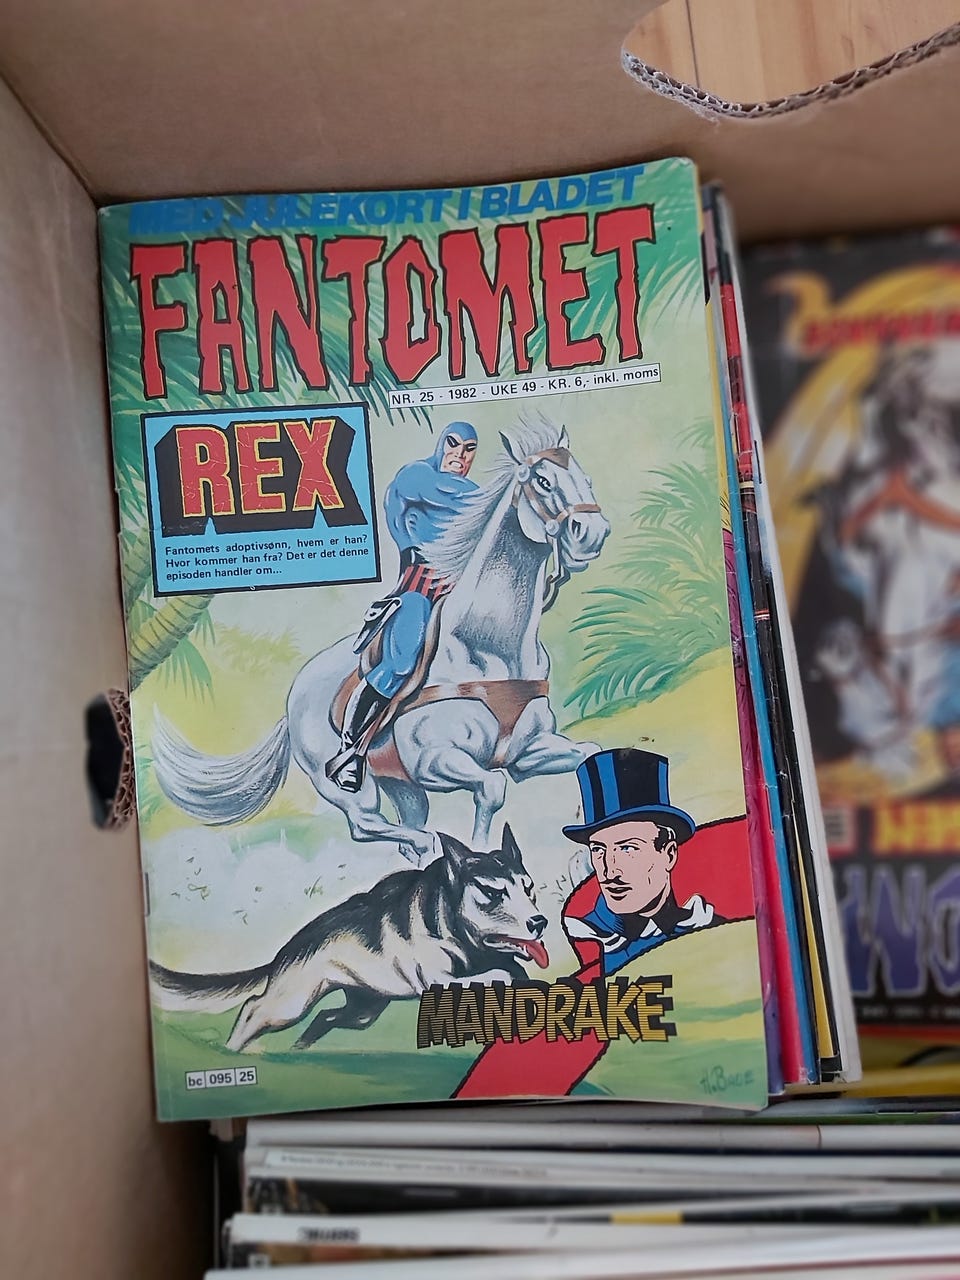 MED JULEKORT I BLADET
FANTOMET
NR. 25 - 1982 - UKE 49 - KR. 6,- inkl. moms
REX
Fantomets adoptivsønn, hvem er han?
Hvor kommer han fra? Det er det denne
episoden handler om...
MANDRAKE
bc 095 25
H. BADE